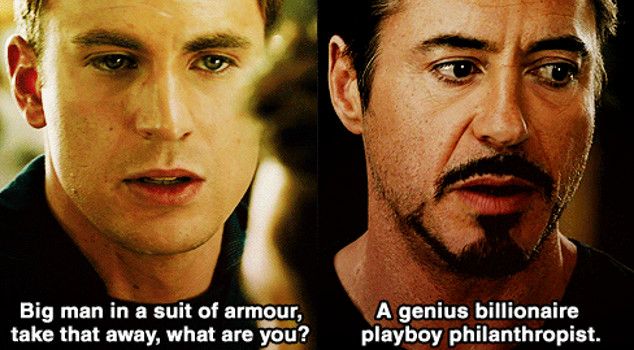 Big man in a suit of armour,
take that away, what are you?
A genius billionaire
playboy philanthropist.